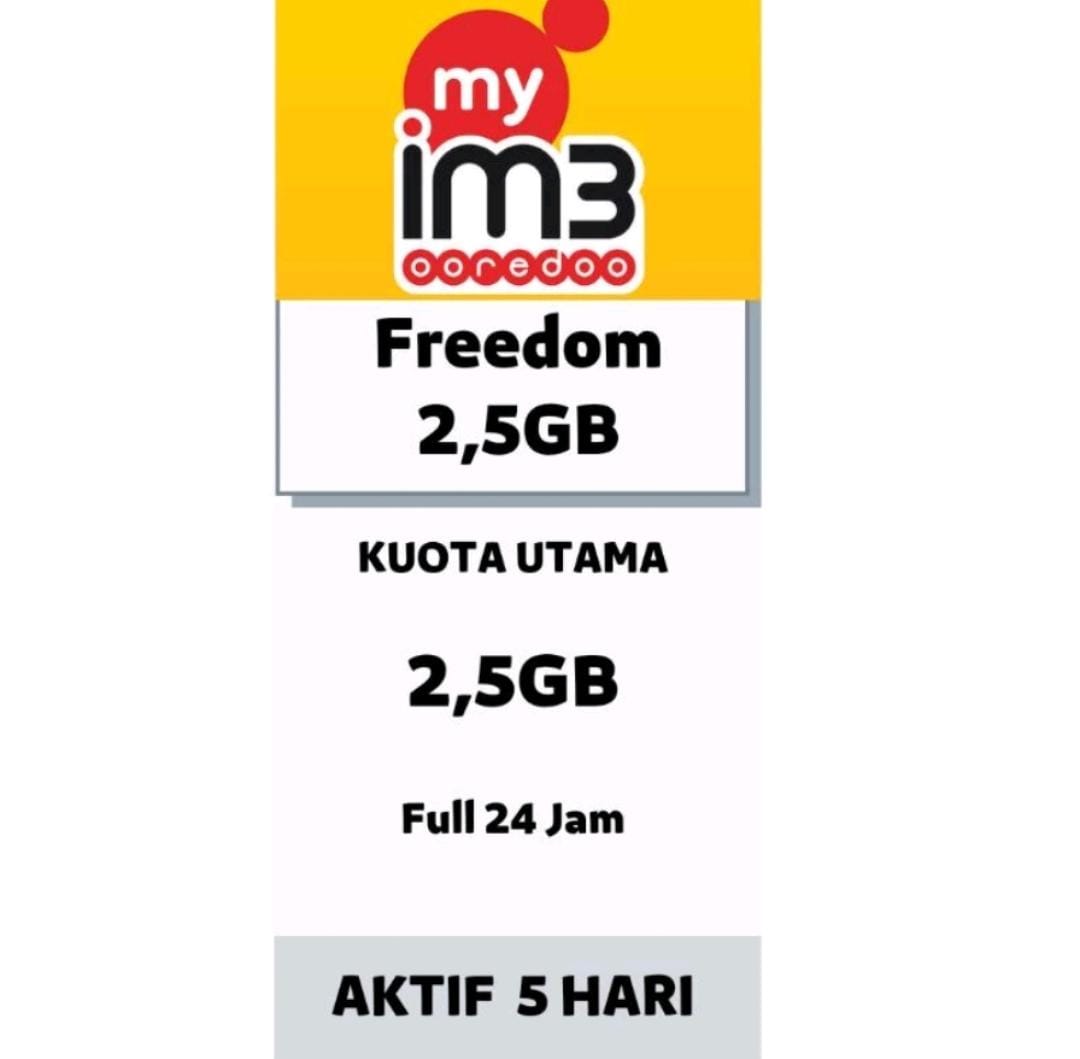 my
im3
ooredoo
Freedom
2,5GB
KUOTA UTAMA
2,5GB
Full 24 Jam
AKTIF 5 HARI